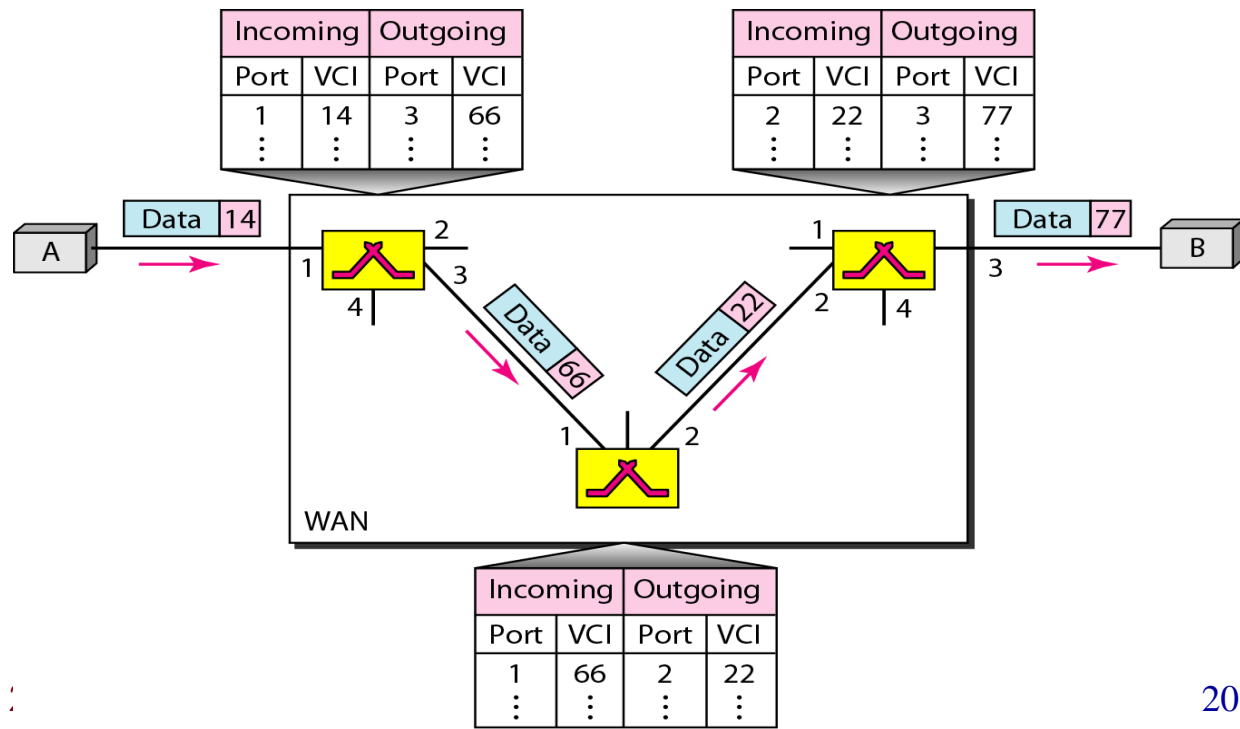 Incoming Outgoing
Port VCI Port VCI
1 14 3 66
Incoming Outgoing
Port VCI Port VCI
2 22 3 77
A
Data 14
1
2
3
4
Data 66
1
2
Data 22
1
2
4
3
Data 77
B
WAN
Incoming Outgoing
Port VCI Port VCI
1 66 2 22
20